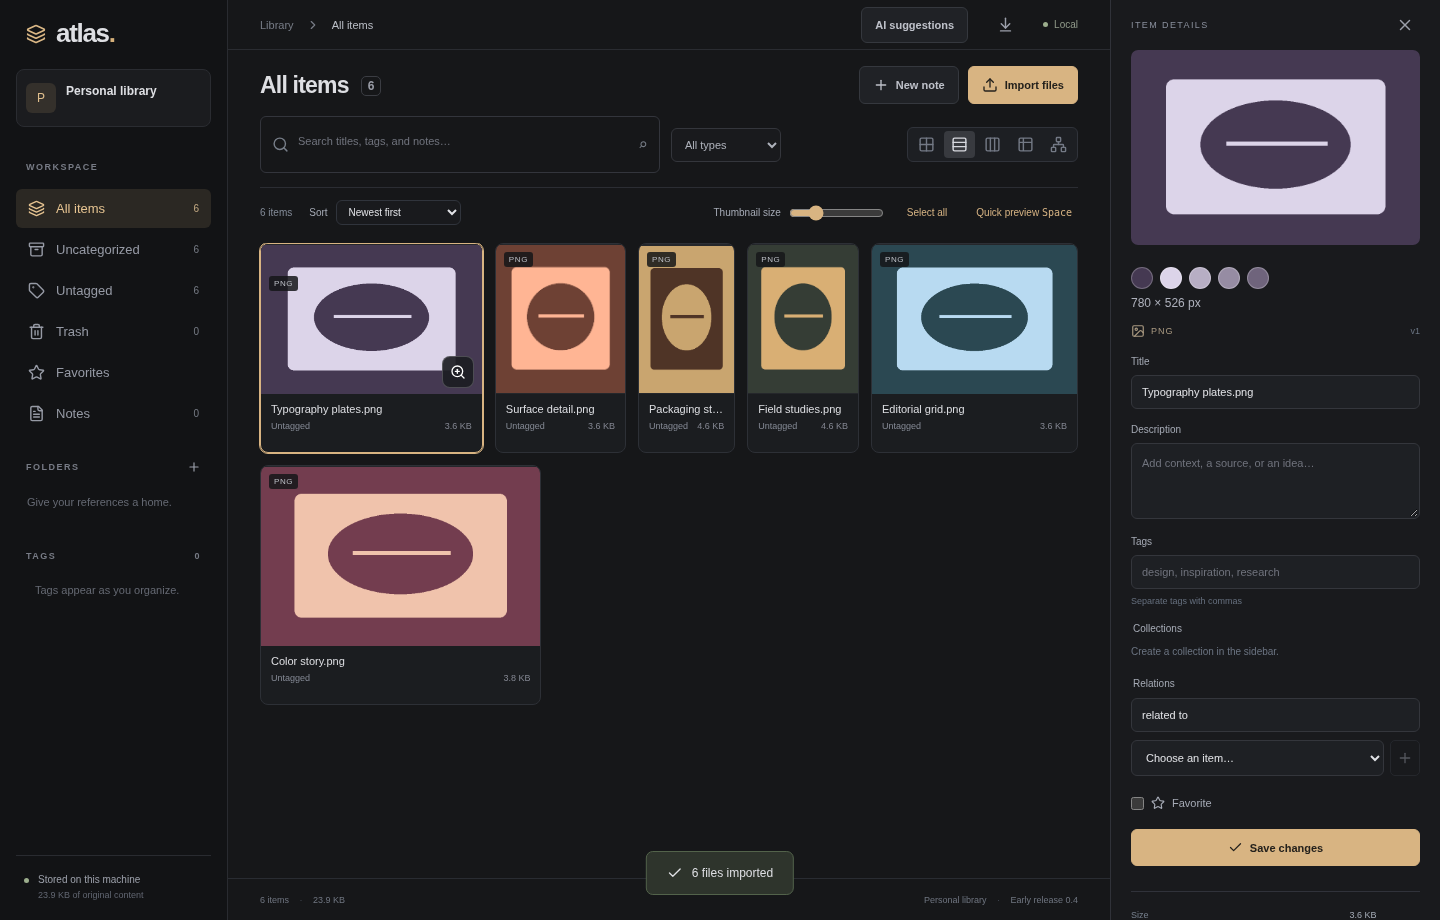 atlas.
P
Personal library
WORKSPACE
All items 6
Uncategorized 6
Untagged 6
Trash 0
Favorites
Notes 0
FOLDERS
Give your references a home.
TAGS 0
Tags appear as you organize.
Stored on this machine
23.9 KB of original content
Library All items
AI suggestions
Local
All items 6
New note
Import files
Search titles, tags, and notes…
All types
6 items Sort Newest first
Thumbnail size
Select all
Quick preview Space
PNG
Typography plates.png
Untagged 3.6 KB
PNG
Surface detail.png
Untagged 3.6 KB
PNG
Packaging st…
Untagged 4.6 KB
PNG
Field studies.png
Untagged 4.6 KB
PNG
Editorial grid.png
Untagged 3.6 KB
PNG
Color story.png
Untagged 3.8 KB
6 files imported
6 items · 23.9 KB
Personal library · Early release 0.4
ITEM DETAILS
780 × 526 px
PNG v1
Title
Typography plates.png
Description
Add context, a source, or an idea…
Tags
design, inspiration, research
Separate tags with commas
Collections
Create a collection in the sidebar.
Relations
related to
Choose an item…
Favorite
Save changes
Size 3.6 KB